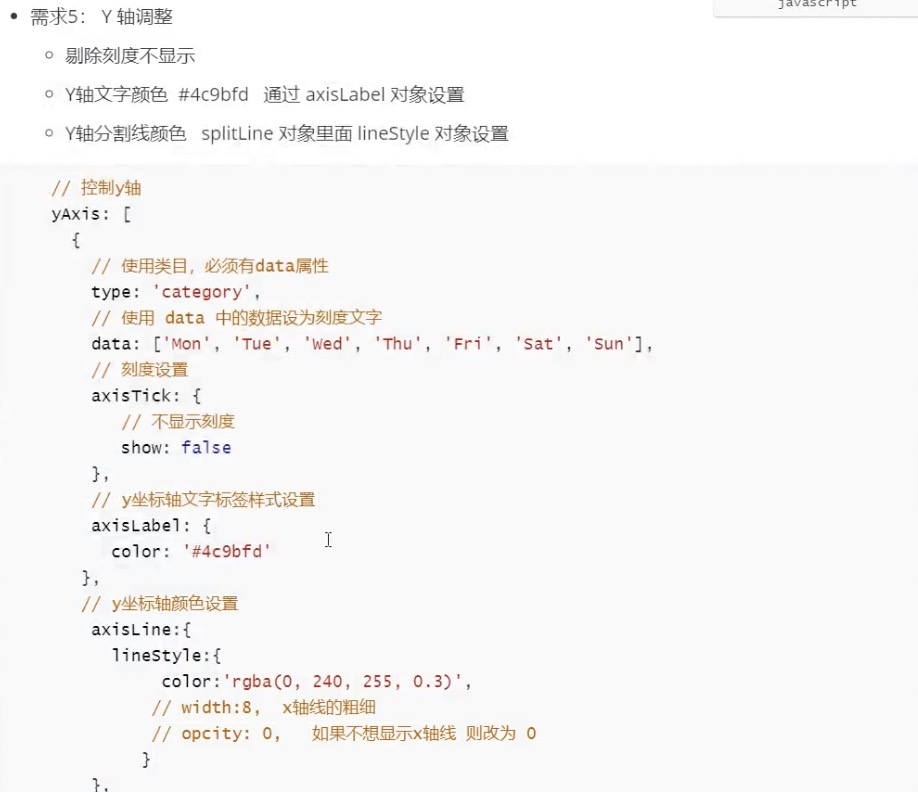 javascript
需求5： Y 轴调整
剔除刻度不显示
Y轴文字颜色 #4c9bfd 通过 axisLabel 对象设置
Y轴分割线颜色 splitLine 对象里面 lineStyle 对象设置
// 控制y轴
yAxis: [
{
// 使用类目，必须有data属性
type: 'category',
// 使用 data 中的数据设为刻度文字
data: ['Mon', 'Tue', 'Wed', 'Thu', 'Fri', 'Sat', 'Sun'],
// 刻度设置
axisTick: {
// 不显示刻度
show: false
},
// y坐标轴文字标签样式设置
axisLabel: {
color: '#4c9bfd'
},
// y坐标轴颜色设置
axisLine:{
lineStyle:{
color:'rgba(0, 240, 255, 0.3)',
// width:8, x轴线的粗细
// opcity: 0, 如果不想显示x轴线 则改为 0
}
},